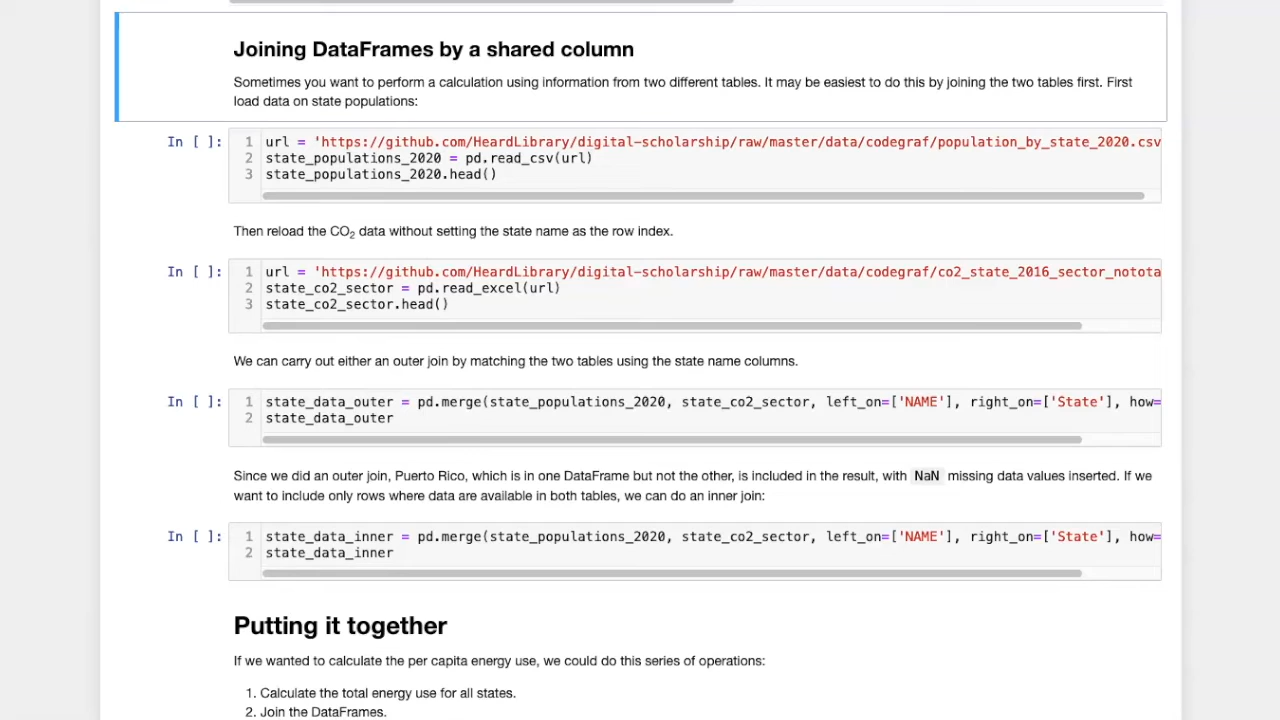 Joining DataFrames by a shared column
Sometimes you want to perform a calculation using information from two different tables. It may be easiest to do this by joining the two tables first. First
load data on state populations:
In [ ]:
1 url = 'https://github.com/HeardLibrary/digital-scholarship/raw/master/data/codegraf/population_by_state_2020.csv
2 state_populations_2020 = pd.read_csv(url)
3 state_populations_2020.head()
Then reload the CO2 data without setting the state name as the row index.
In [ ]:
1 url = 'https://github.com/HeardLibrary/digital-scholarship/raw/master/data/codegraf/co2_state_2016_sector_notota
2 state_co2_sector = pd.read_excel(url)
3 state_co2_sector.head()
We can carry out either an outer join by matching the two tables using the state name columns.
In [ ]:
1 state_data_outer = pd.merge(state_populations_2020, state_co2_sector, left_on=['NAME'], right_on=['State'], how=
2 state_data_outer
Since we did an outer join, Puerto Rico, which is in one DataFrame but not the other, is included in the result, with NaN missing data values inserted. If we
want to include only rows where data are available in both tables, we can do an inner join:
In [ ]:
1 state_data_inner = pd.merge(state_populations_2020, state_co2_sector, left_on=['NAME'], right_on=['State'], how=
2 state_data_inner
Putting it together
If we wanted to calculate the per capita energy use, we could do this series of operations:
1. Calculate the total energy use for all states.
2. Join the DataFrames.